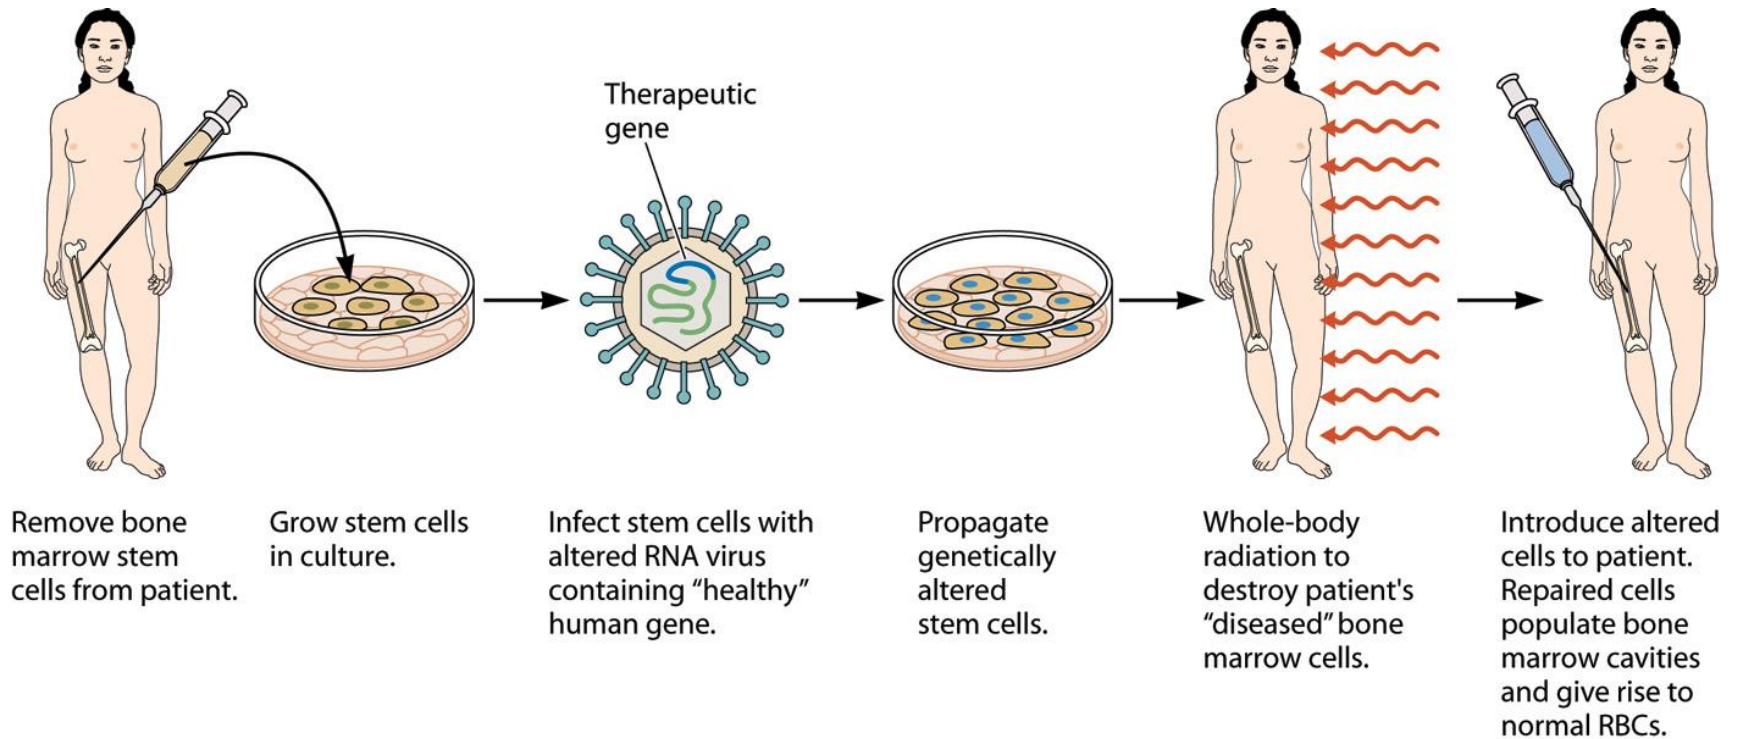 Therapeutic
gene
Remove bone
marrow stem
cells from patient.
Grow stem cells
in culture.
Infect stem cells with
altered RNA virus
containing “healthy”
human gene.
Propagate
genetically
altered
stem cells.
Whole-body
radiation to
destroy patient's
“diseased” bone
marrow cells.
Introduce altered
cells to patient.
Repaired cells
populate bone
marrow cavities
and give rise to
normal RBCs.